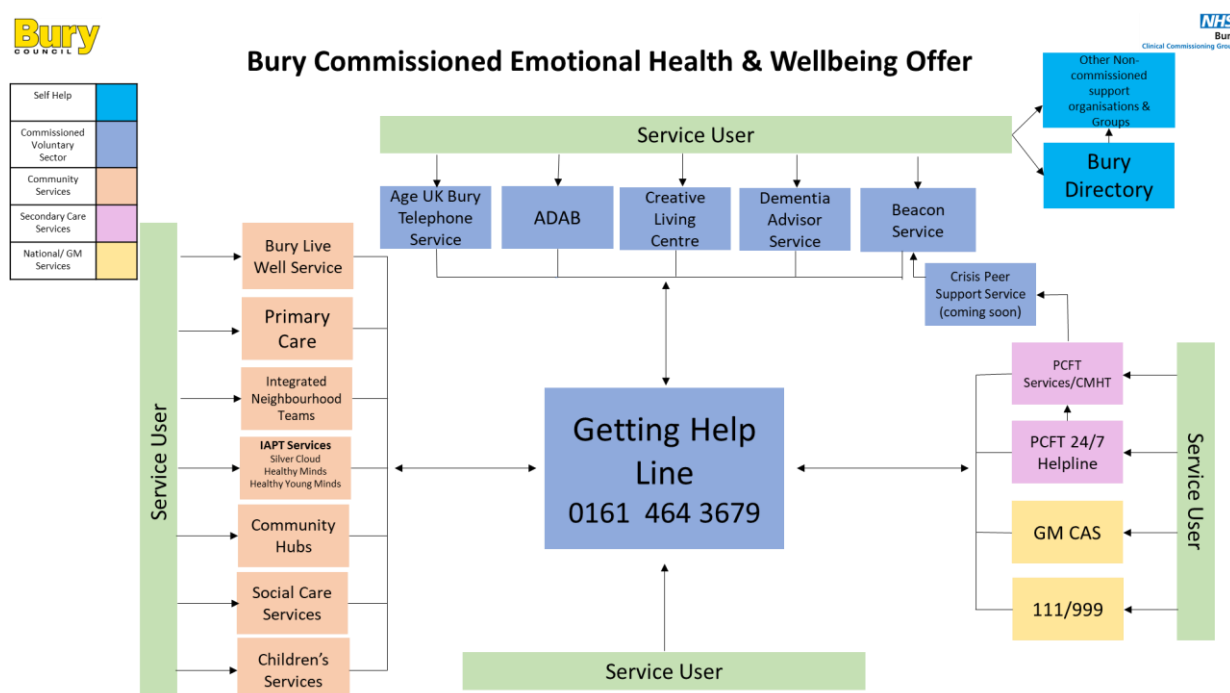 Bury
COUNCIL
NHS
Bury
Clinical Commissioning Group
Bury Commissioned Emotional Health & Wellbeing Offer
Self Help
Commissioned
Voluntary
Sector
Community
Services
Secondary Care
Services
National/ GM
Services
Service User
Other Non-
commissioned
support
organisations &
Groups
Bury
Directory
Age UK Bury
Telephone
Service
ADAB
Creative
Living
Centre
Dementia
Advisor
Service
Beacon
Service
Crisis Peer
Support Service
(coming soon)
Service User
Bury Live
Well Service
Primary
Care
Integrated
Neighbourhood
Teams
IAPT Services
Silver Cloud
Healthy Minds
Healthy Young Minds
Community
Hubs
Social Care
Services
Children's
Services
Getting Help
Line
0161 464 3679
PCFT
Services/CMHT
PCFT 24/7
Helpline
GM CAS
111/999
Service User
Service User